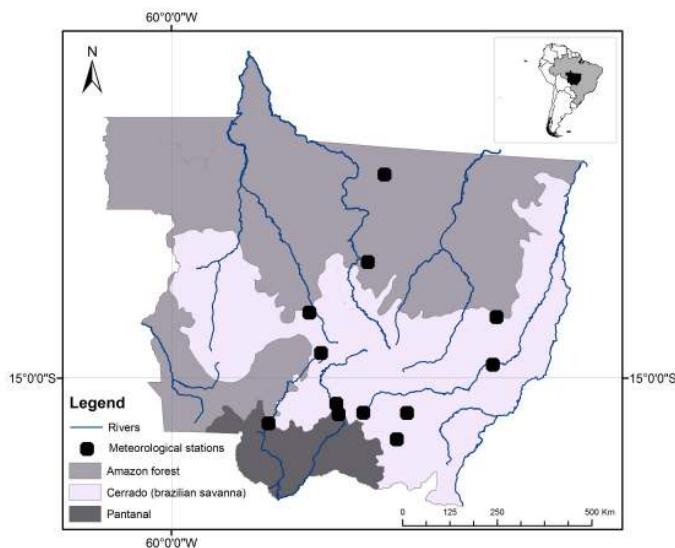 60°0'0"W
N
15°0'0"S
15°0'0"S
Legend
Rivers
Meteorological stations
Amazon forest
Cerrado (brazilian savanna)
Pantanal
0 125 250 500 Km
60°0'0"W